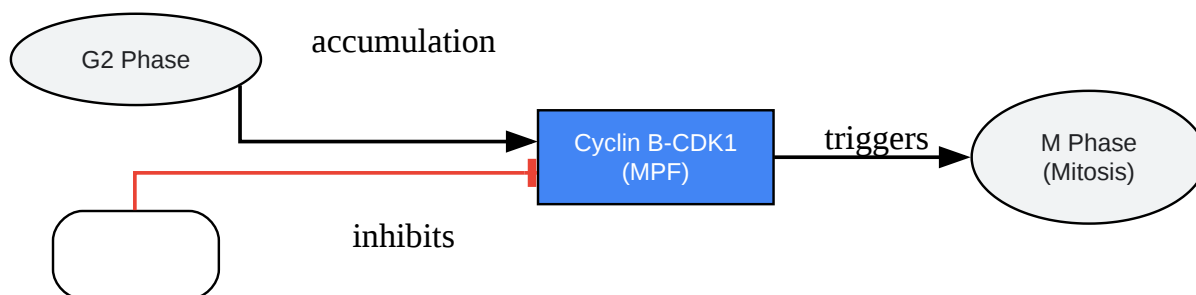 accumulation
G2 Phase
Cyclin B-CDK1
(MPF)
triggers
M Phase
(Mitosis)
inhibits